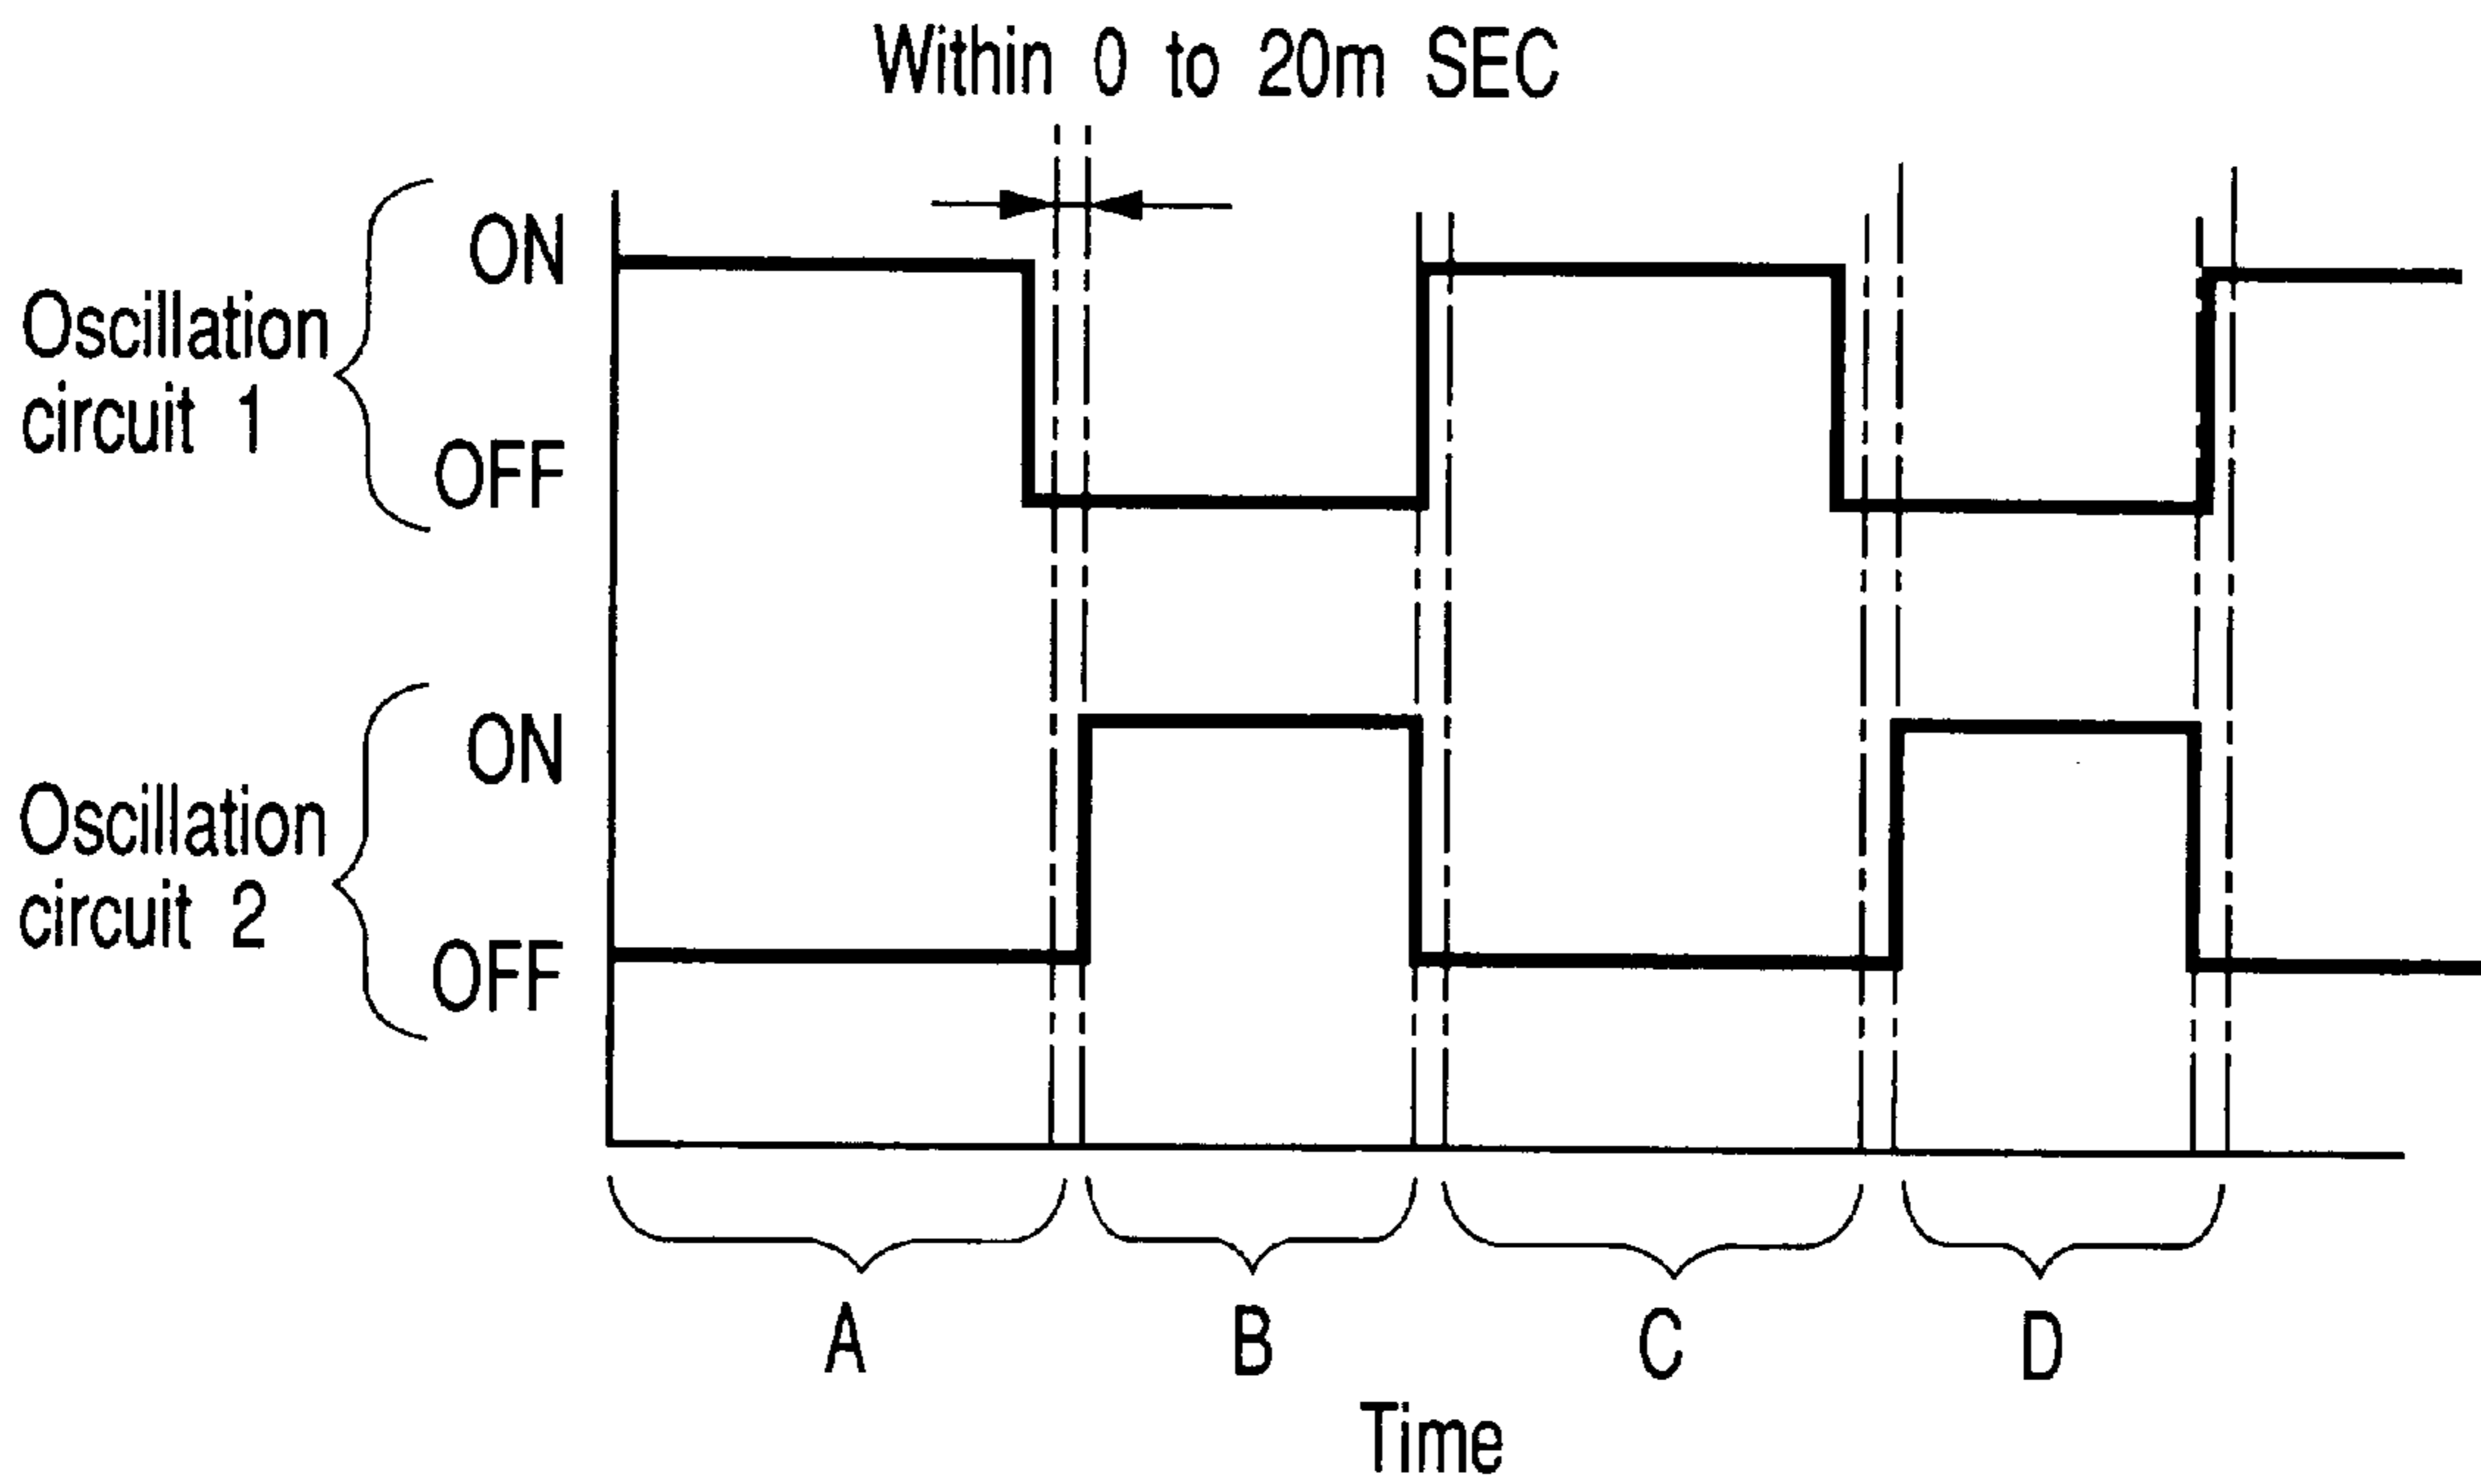 Within 0 to 20m SEC
ON
Oscillation
circuit 1
OFF
ON
Oscillation
circuit 2
OFF
A B C D
Time